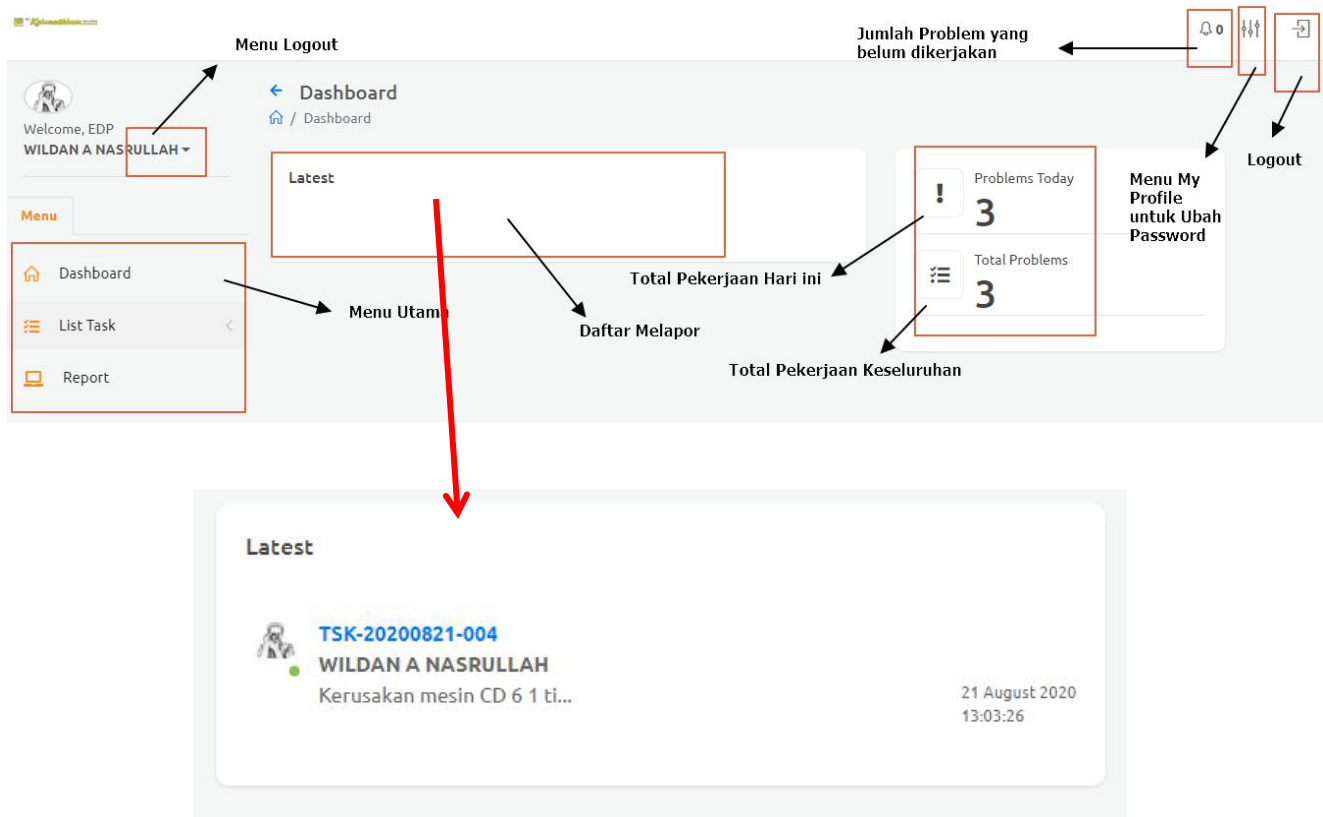 Menu Logout
Jumlah Problem yang
belum dikerjakan
0
Dashboard
/ Dashboard
Welcome, EDP
WILDAN A NASRULLAH
Logout
Latest
Problems Today
3
Menu My
Profile
untuk Ubah
Password
Menu
Dashboard
Total Problems
3
Total Pekerjaan Hari ini
Menu Utama
List Task
Daftar Melapor
Total Pekerjaan Keseluruhan
Report
Latest
TSK-20200821-004
WILDAN A NASRULLAH
Kerusakan mesin CD 6 1 ti...
21 August 2020
13:03:26